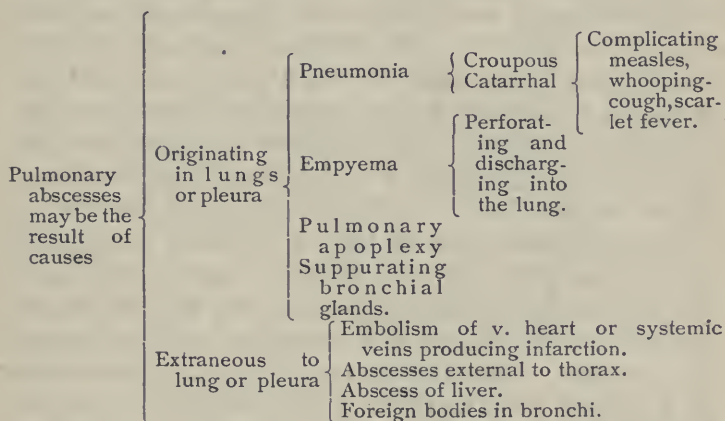 Pulmonary
abscesses
may be the
result of
causes
Originating
in lungs
or pleura
Pneumonia
Croupous
Catarrhal
Complicating
measles,
whooping-
cough, scar-
let fever.
Empyema
Perforat-
ing and
discharg-
ing into
the lung.
Pulmonary
apoplexy
Suppurating
bronchial
glands.
Extraneous to
lung or pleura
Embolism of v. heart or systemic
veins producing infarction.
Abscesses external to thorax.
Abscess of liver.
Foreign bodies in bronchi.